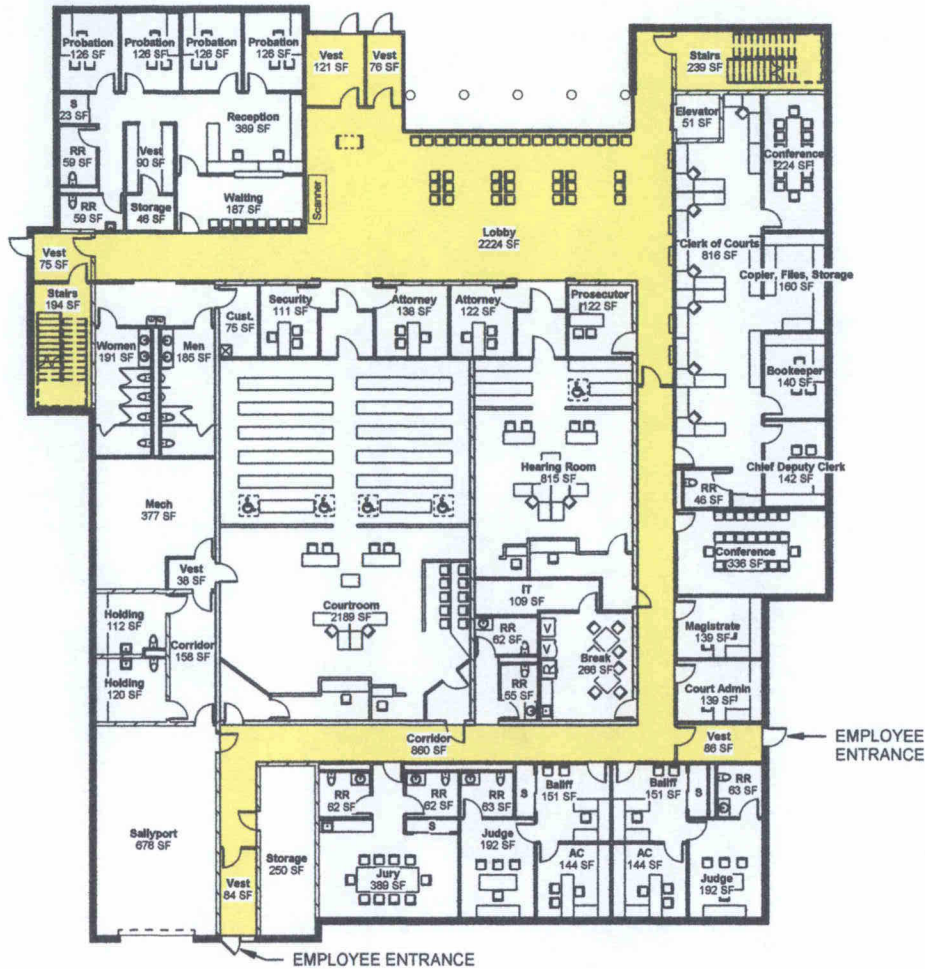 Probation
126 SF
Probation
126 SF
Probation
126 SF
Probation
126 SF
Vest
121 SF
Vest
76 SF
Stairs
239 SF
S
23 SF
Reception
389 SF
Elevator
51 SF
Conference
224 SF
RR
59 SF
Vest
90 SF
Waiting
187 SF
Scanner
RR
59 SF
Storage
46 SF
Lobby
2224 SF
Clerk of Courts
816 SF
Vest
75 SF
Copier, Files, Storage
160 SF
Stairs
194 SF
Cust.
75 SF
Security
111 SF
Attorney
138 SF
Attorney
122 SF
Prosecutor
122 SF
Women
191 SF
Men
185 SF
Bookeeper
140 SF
Hearing Room
815 SF
Chief Deputy Clerk
142 SF
RR
46 SF
Mech
377 SF
Conference
336 SF
Vest
38 SF
Courtroom
2189 SF
IT
109 SF
Holding
112 SF
Corridor
158 SF
RR
62 SF
V
V
R
Break
266 SF
Magistrate
139 SF
Holding
120 SF
RR
55 SF
Court Admin
139 SF
Corridor
860 SF
Vest
86 SF
EMPLOYEE
ENTRANCE
RR
62 SF
RR
62 SF
RR
63 SF
S
Baliff
151 SF
Baliff
151 SF
S
RR
63 SF
Sallyport
678 SF
Storage
250 SF
S
Jury
389 SF
Judge
192 SF
AC
144 SF
AC
144 SF
Judge
192 SF
Vest
84 SF
EMPLOYEE ENTRANCE